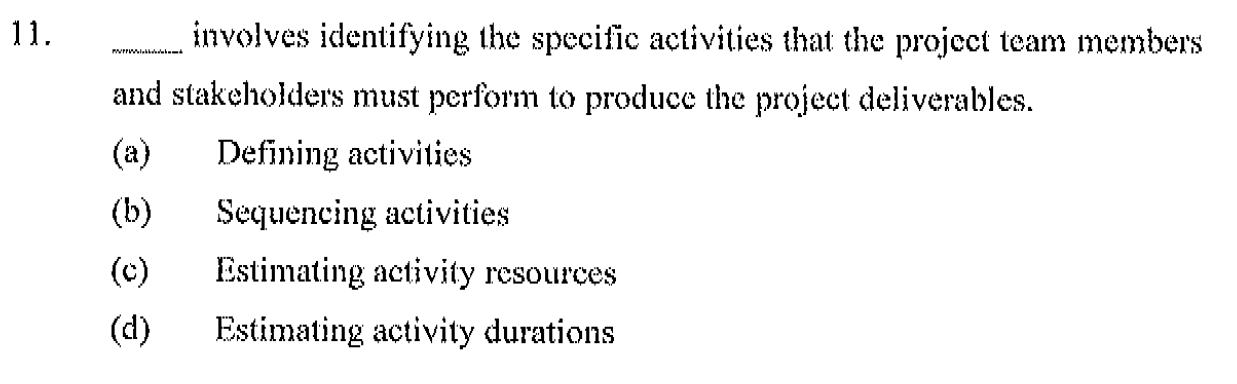 11. ____ involves identifying the specific activities that the project team members
and stakeholders must perform to produce the project deliverables.
(a) Defining activities
(b) Sequencing activities
(c) Estimating activity resources
(d) Estimating activity durations